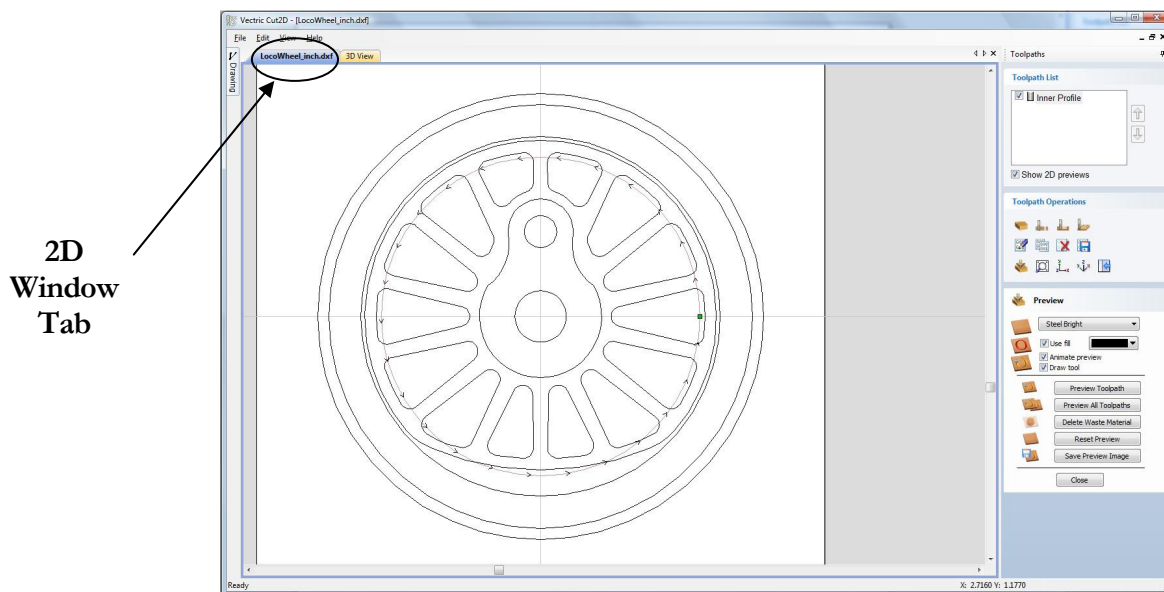 Vectric Cut2D - [LocoWheel_inch.dxf]
File Edit View Help
LocoWheel_inch.dxf 3D View
Toolpaths
V Drawing
Toolpath List
Inner Profile
Show 2D previews
Toolpath Operations
2D
Window
Tab
Preview
Steel Bright
Use fill
Animate preview
Draw tool
Preview Toolpath
Preview All Toolpaths
Delete Waste Material
Reset Preview
Save Preview Image
Close
Ready
X: 2.7160 Y: 1.1770